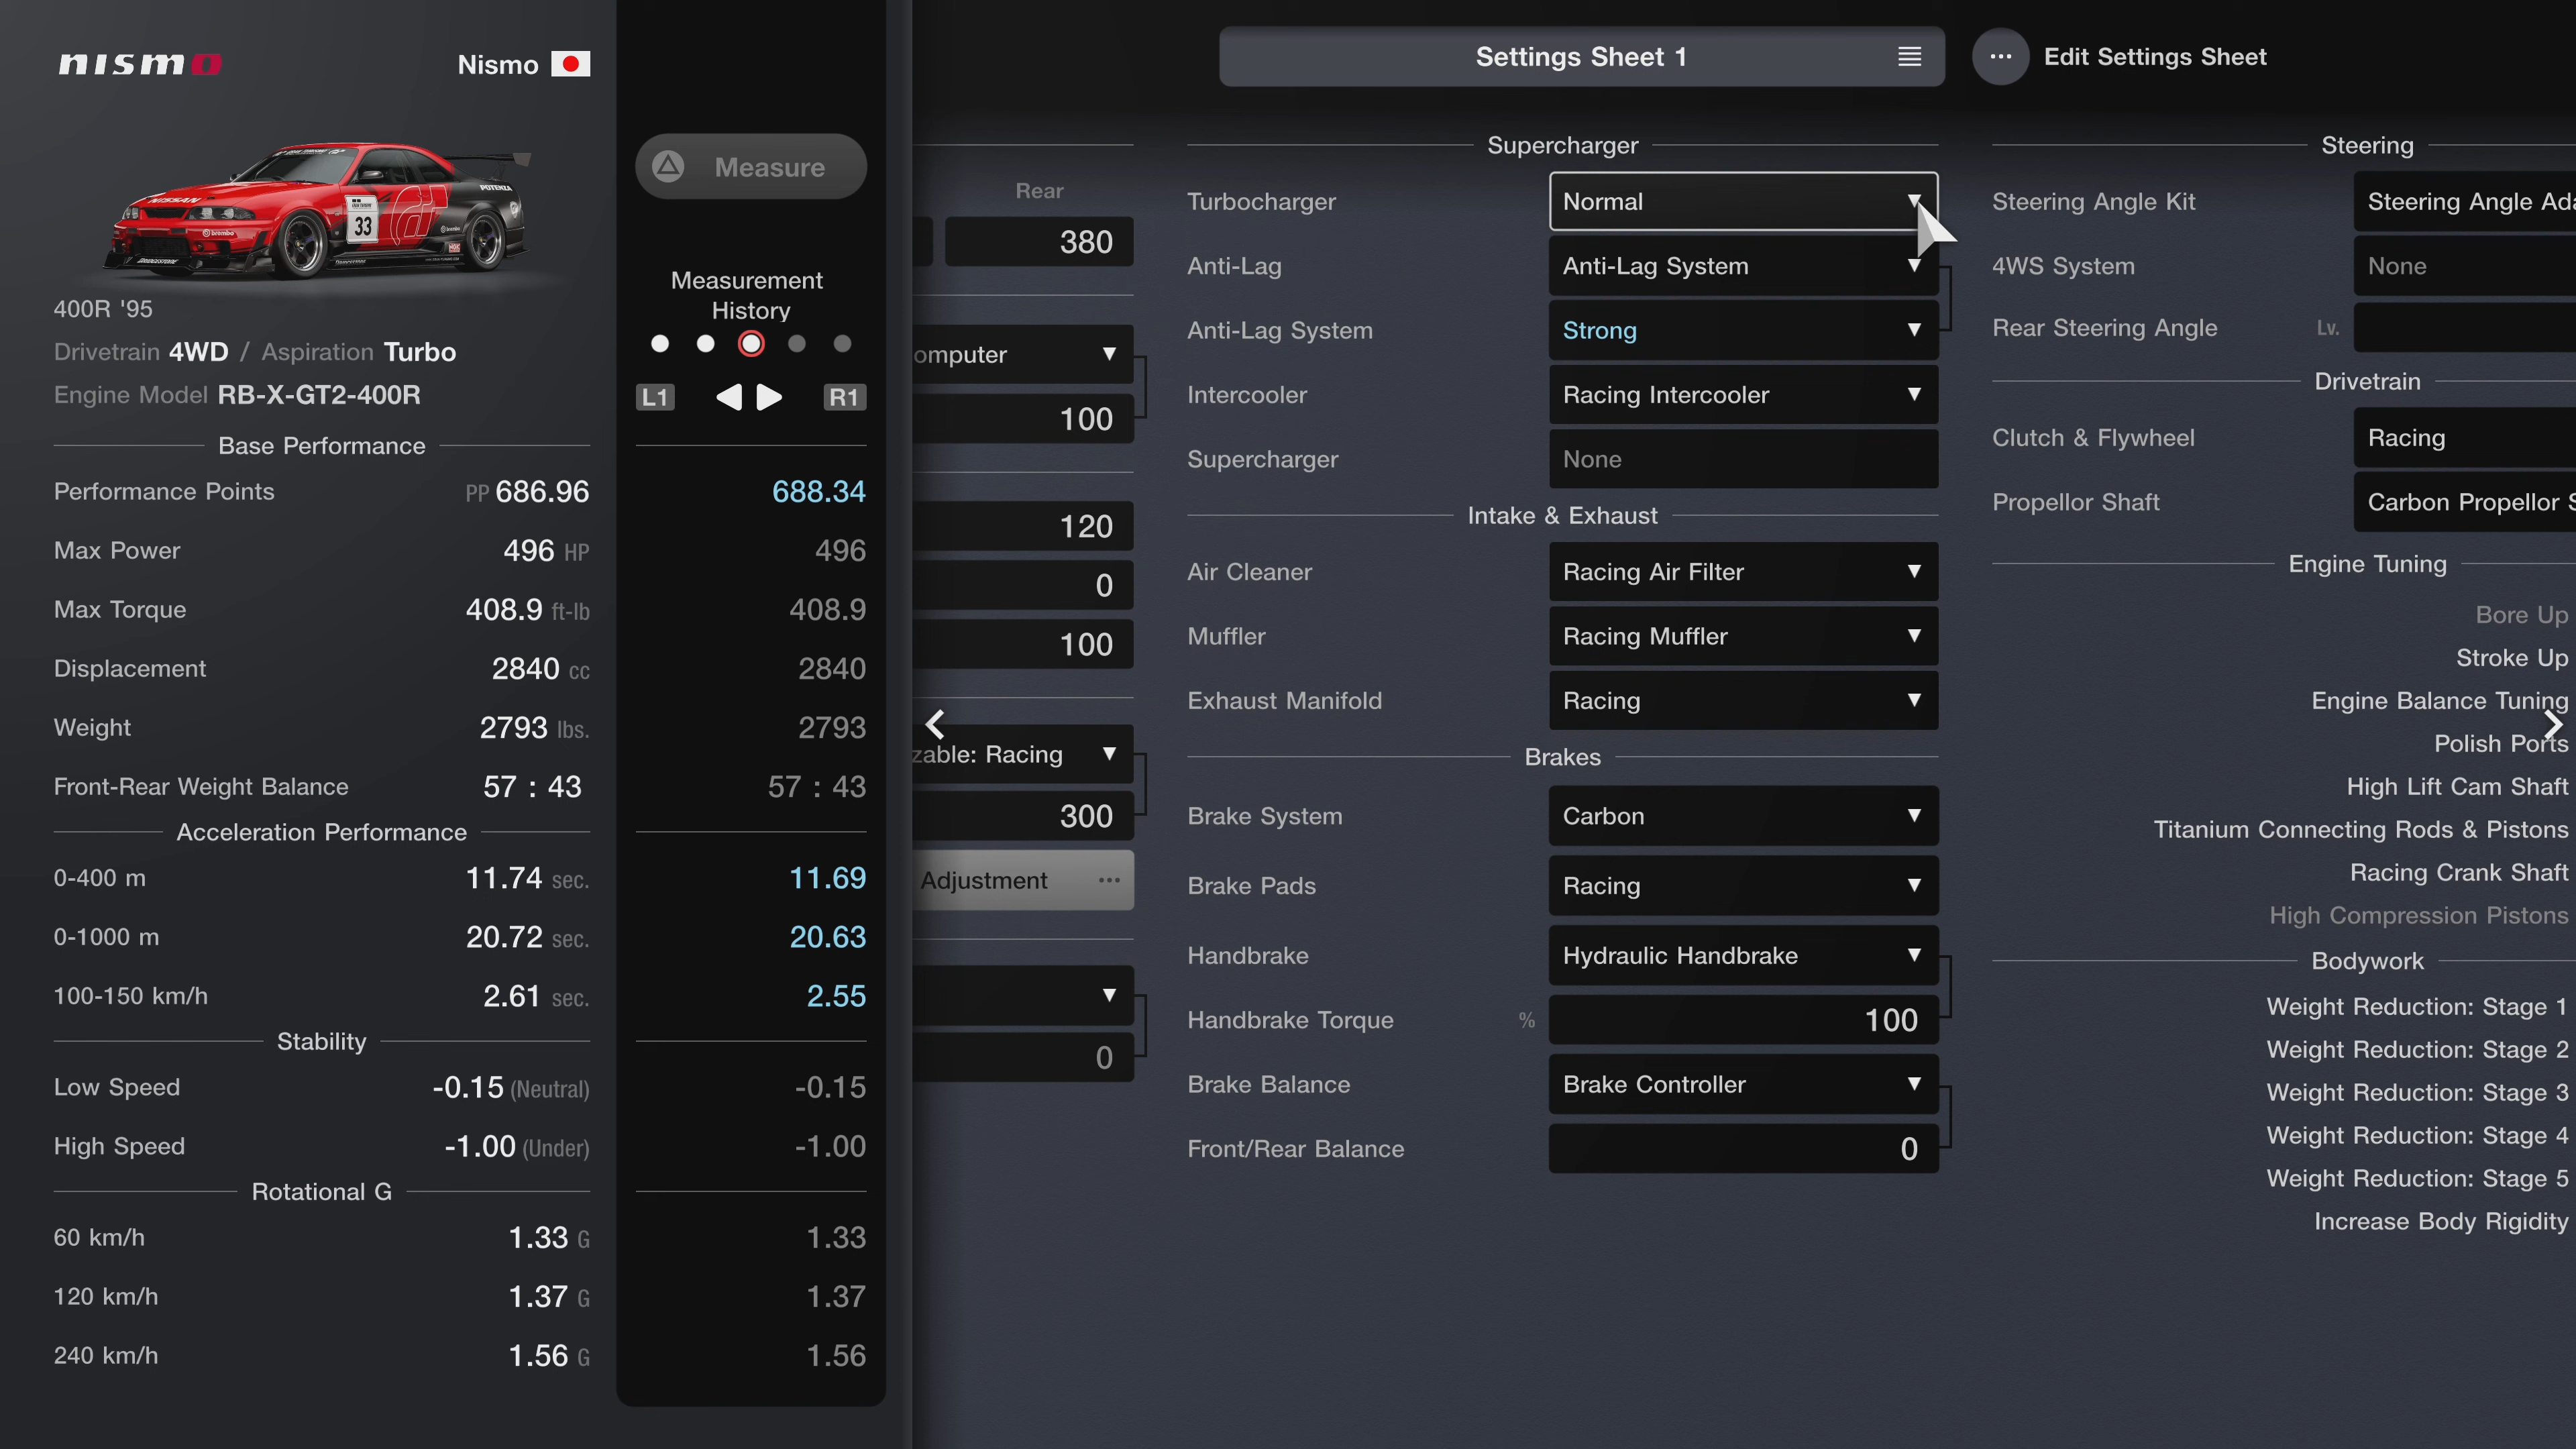 nismo
Nismo
Settings Sheet 1
Edit Settings Sheet
NISSAN
33
POTENZA
brembo
400R '95
Drivetrain 4WD / Aspiration Turbo
Engine Model RB-X-GT2-400R
Base Performance
Performance Points PP 686.96
Max Power 496 HP
Max Torque 408.9 ft-lb
Displacement 2840 cc
Weight 2793 lbs.
Front-Rear Weight Balance 57 : 43
Acceleration Performance
0-400 m 11.74 sec.
0-1000 m 20.72 sec.
100-150 km/h 2.61 sec.
Stability
Low Speed -0.15 (Neutral)
High Speed -1.00 (Under)
Rotational G
60 km/h 1.33 G
120 km/h 1.37 G
240 km/h 1.56 G
Measure
Measurement
History
L1 R1
688.34
496
408.9
2840
2793
57 : 43
11.69
20.63
2.55
-0.15
-1.00
1.33
1.37
1.56
Rear
380
omputer
100
120
0
100
zable: Racing
300
Adjustment ...
0
Supercharger
Turbocharger Normal
Anti-Lag Anti-Lag System
Anti-Lag System Strong
Intercooler Racing Intercooler
Supercharger None
Intake & Exhaust
Air Cleaner Racing Air Filter
Muffler Racing Muffler
Exhaust Manifold Racing
Brakes
Brake System Carbon
Brake Pads Racing
Handbrake Hydraulic Handbrake
Handbrake Torque % 100
Brake Balance Brake Controller
Front/Rear Balance 0
Steering
Steering Angle Kit Steering Angle Ada
4WS System None
Rear Steering Angle Lv.
Drivetrain
Clutch & Flywheel Racing
Propellor Shaft Carbon Propellor S
Engine Tuning
Bore Up
Stroke Up
Engine Balance Tuning
Polish Ports
High Lift Cam Shaft
Titanium Connecting Rods & Pistons
Racing Crank Shaft
High Compression Pistons
Bodywork
Weight Reduction: Stage 1
Weight Reduction: Stage 2
Weight Reduction: Stage 3
Weight Reduction: Stage 4
Weight Reduction: Stage 5
Increase Body Rigidity